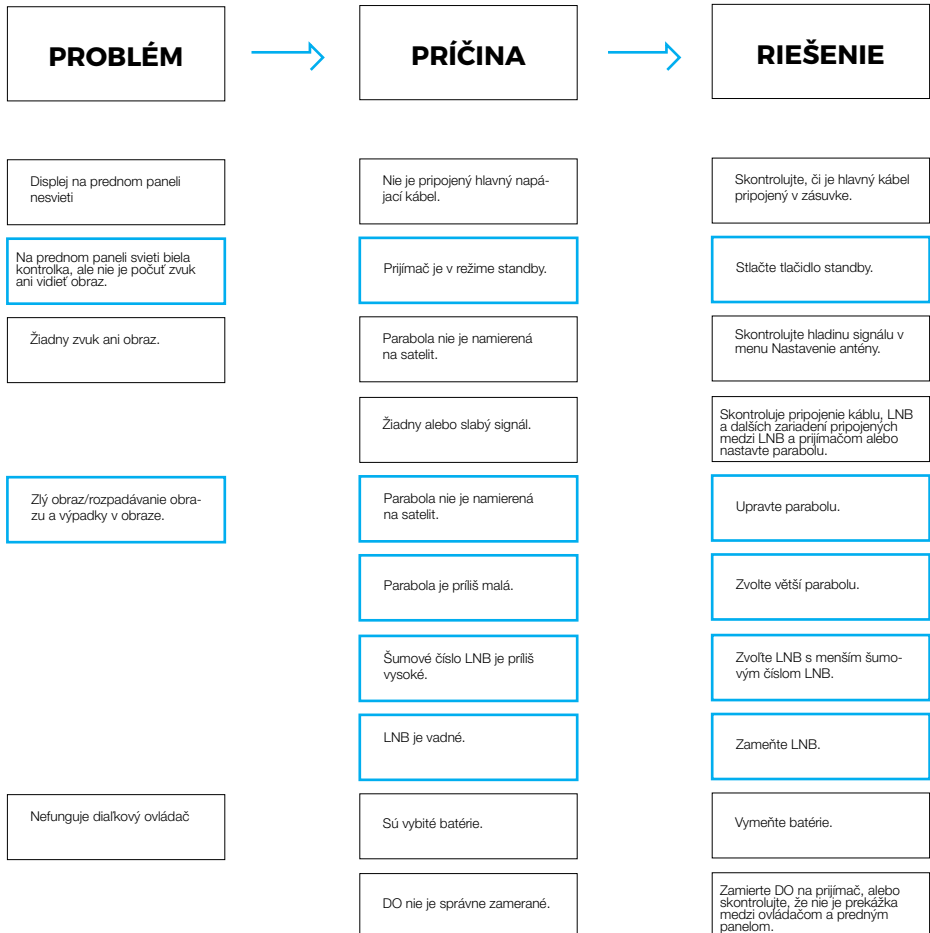 PROBLÉM
PRÍČINA
RIEŠENIE
Displej na prednom paneli
nesvieti
Nie je pripojený hlavný napá-
jací kábel.
Skontrolujte, či je hlavný kábel
pripojený v zásuvke.
Na prednom paneli svieti biela
kontrolka, ale nie je počuť zvuk
ani vidieť obraz.
Prijímač je v režime standby.
Stlačte tlačidlo standby.
Žiadny zvuk ani obraz.
Parabola nie je namierená
na satelit.
Skontrolujte hladinu signálu v
menu Nastavenie antény.
Žiadny alebo slabý signál.
Skontroluje pripojenie káblu, LNB
a dalších zariadení pripojených
medzi LNB a prijímačom alebo
nastavte parabolu.
Zlý obraz/rozpadávanie obra-
zu a výpadky v obraze.
Parabola nie je namierená
na satelit.
Upravte parabolu.
Parabola je príliš malá.
Zvolte větší parabolu.
Šumové číslo LNB je príliš
vysoké.
Zvoľte LNB s menším šumo-
vým číslom LNB.
LNB je vadné.
Zameňte LNB.
Nefunguje diaľkový ovládač
Sú vybité batérie.
Vymeňte batérie.
DO nie je správne zamerané.
Zamierte DO na prijímač, alebo
skontrolujte, že nie je prekážka
medzi ovládačom a predným
panelom.